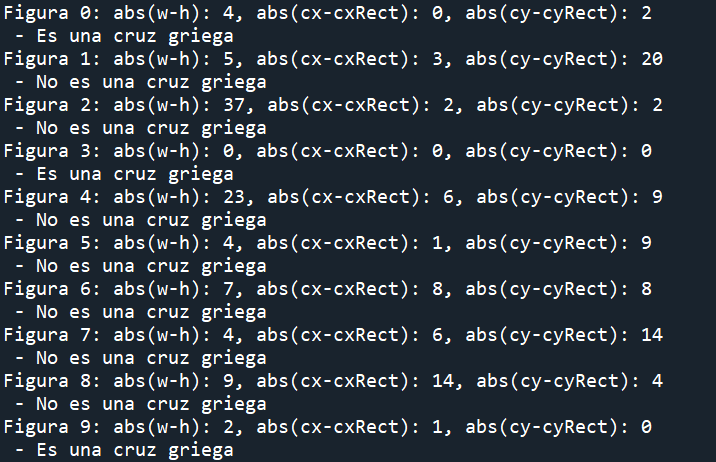 Figura 0: abs(w-h): 4, abs(cx-cxRect): 0, abs(cy-cyRect): 2
 - Es una cruz griega
Figura 1: abs(w-h): 5, abs(cx-cxRect): 3, abs(cy-cyRect): 20
 - No es una cruz griega
Figura 2: abs(w-h): 37, abs(cx-cxRect): 2, abs(cy-cyRect): 2
 - No es una cruz griega
Figura 3: abs(w-h): 0, abs(cx-cxRect): 0, abs(cy-cyRect): 0
 - Es una cruz griega
Figura 4: abs(w-h): 23, abs(cx-cxRect): 6, abs(cy-cyRect): 9
 - No es una cruz griega
Figura 5: abs(w-h): 4, abs(cx-cxRect): 1, abs(cy-cyRect): 9
 - No es una cruz griega
Figura 6: abs(w-h): 7, abs(cx-cxRect): 8, abs(cy-cyRect): 8
 - No es una cruz griega
Figura 7: abs(w-h): 4, abs(cx-cxRect): 6, abs(cy-cyRect): 14
 - No es una cruz griega
Figura 8: abs(w-h): 9, abs(cx-cxRect): 14, abs(cy-cyRect): 4
 - No es una cruz griega
Figura 9: abs(w-h): 2, abs(cx-cxRect): 1, abs(cy-cyRect): 0
 - Es una cruz griega